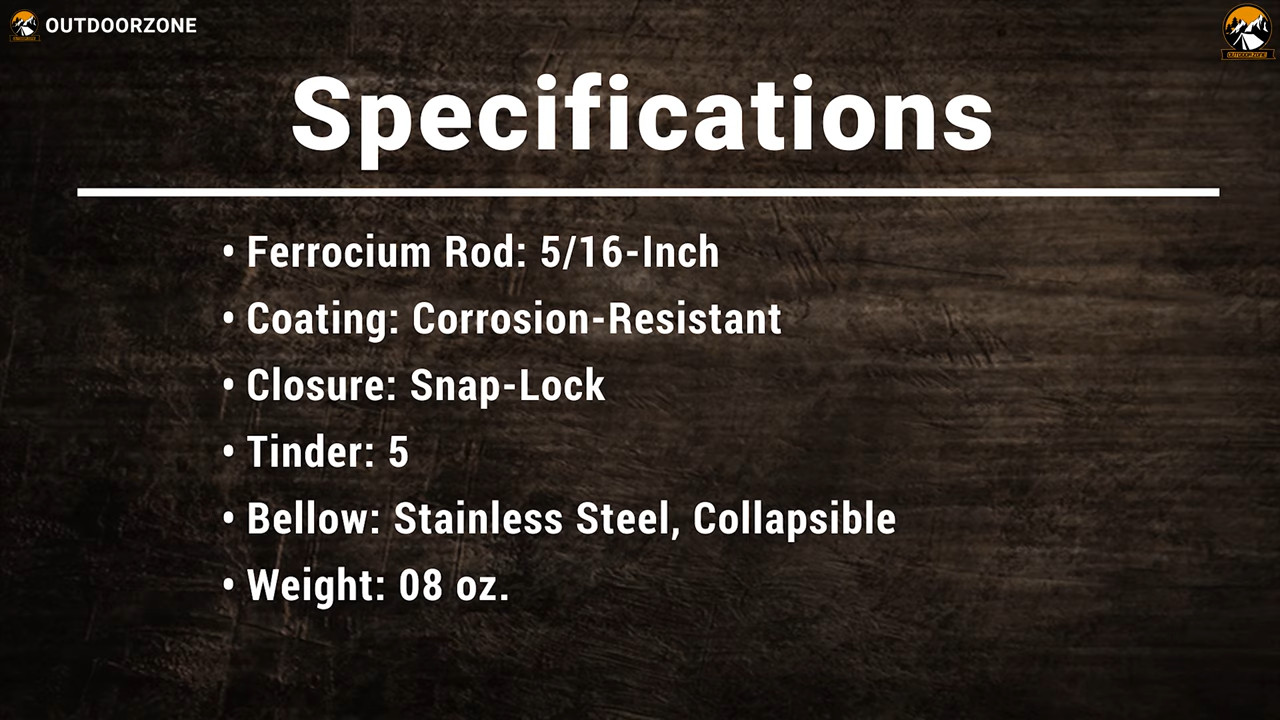 OUTDOORZONE
OUTDOORZONE
Specifications
• Ferrocium Rod: 5/16-Inch
• Coating: Corrosion-Resistant
• Closure: Snap-Lock
• Tinder: 5
• Bellow: Stainless Steel, Collapsible
• Weight: 08 oz.